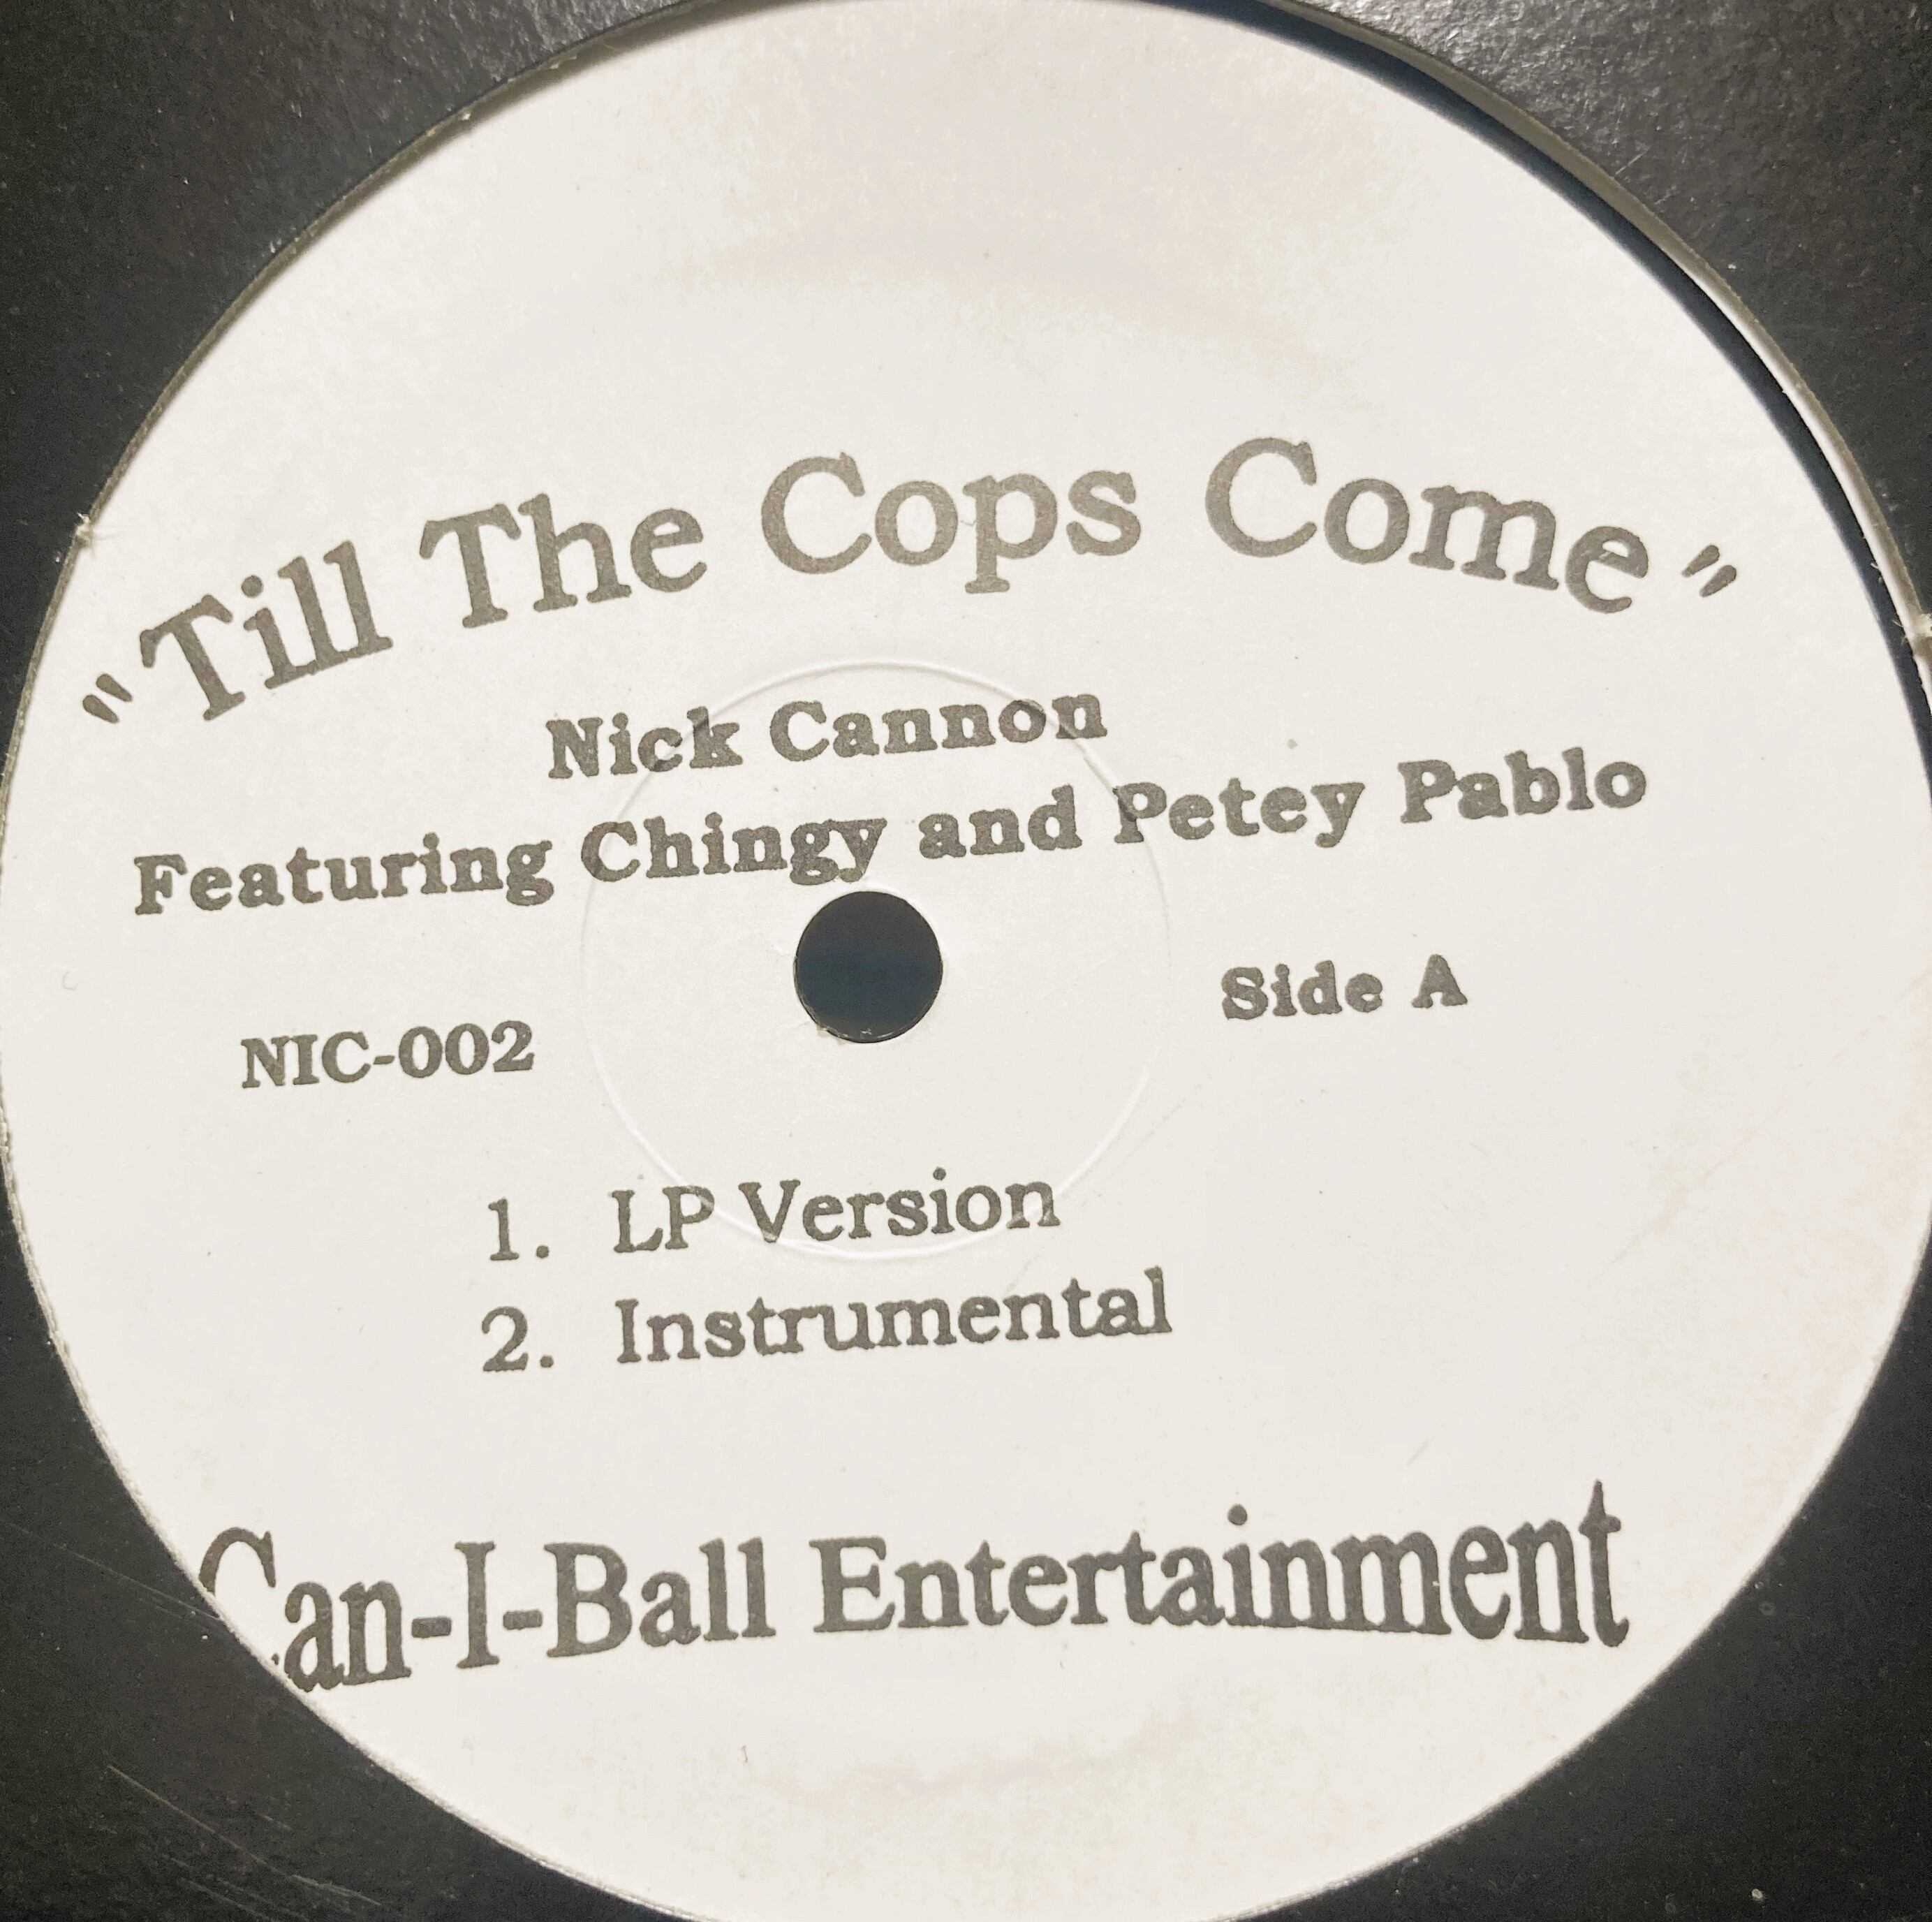 "Till The Cops Come"
Nick Cannon
Featuring Chingy and Petey Pablo
NIC-002
Side A
1. LP Version
2. Instrumental
Can-I-Ball Entertainment